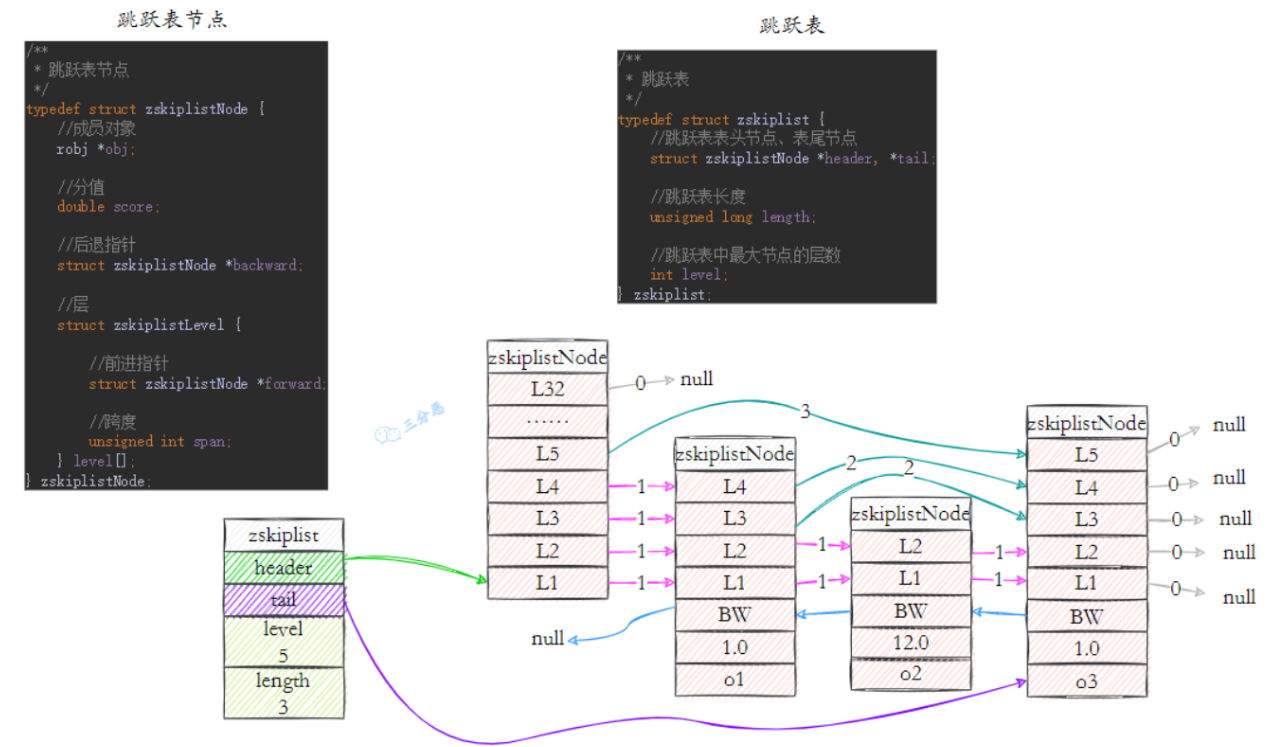 跳跃表节点
/**
 * 跳跃表节点
 */
typedef struct zskiplistNode {
    //成员对象
    robj *obj;
    //分值
    double score;
    //后退指针
    struct zskiplistNode *backward;
    //层
    struct zskiplistLevel {
        //前进指针
        struct zskiplistNode *forward;
        //跨度
        unsigned int span;
    } level[];
} zskiplistNode;
跳跃表
/**
 * 跳跃表
 */
typedef struct zskiplist {
    //跳跃表表头节点、表尾节点
    struct zskiplistNode *header, *tail;
    //跳跃表长度
    unsigned long length;
    //跳跃表中最大节点的层数
    int level;
} zskiplist;
三分恶
zskiplist
header
tail
level
5
length
3
zskiplistNode
L32
0
null
……
L5
3
L4
1
L3
1
L2
1
L1
1
zskiplistNode
L4
2
L3
2
L2
1
L1
1
BW
null
1.0
o1
zskiplistNode
L2
1
L1
1
BW
12.0
o2
zskiplistNode
L5
0
null
L4
0
null
L3
0
null
L2
0
null
L1
0
null
BW
1.0
o3